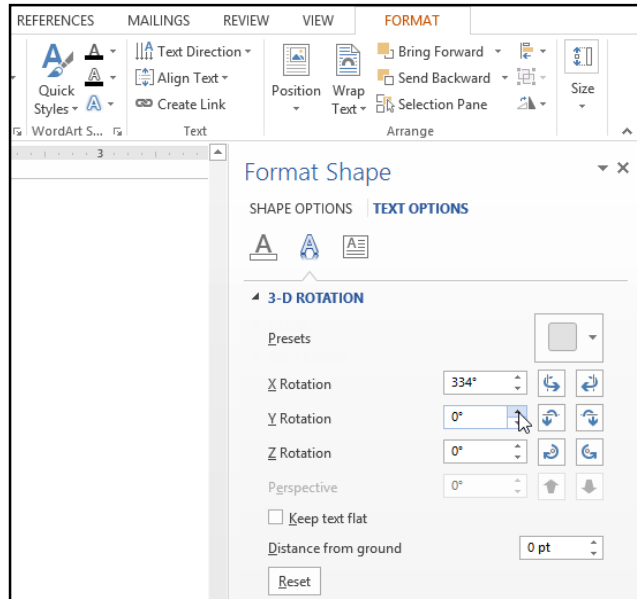 REFERENCES MAILINGS REVIEW VIEW FORMAT
A Text Direction Bring Forward
Align Text Send Backward
Quick Styles Create Link Position Wrap Text Selection Pane Size
WordArt S... Text Arrange
3
Format Shape
SHAPE OPTIONS TEXT OPTIONS
3-D ROTATION
Presets
X Rotation 334°
Y Rotation 0°
Z Rotation 0°
Perspective 0°
Keep text flat
Distance from ground 0 pt
Reset